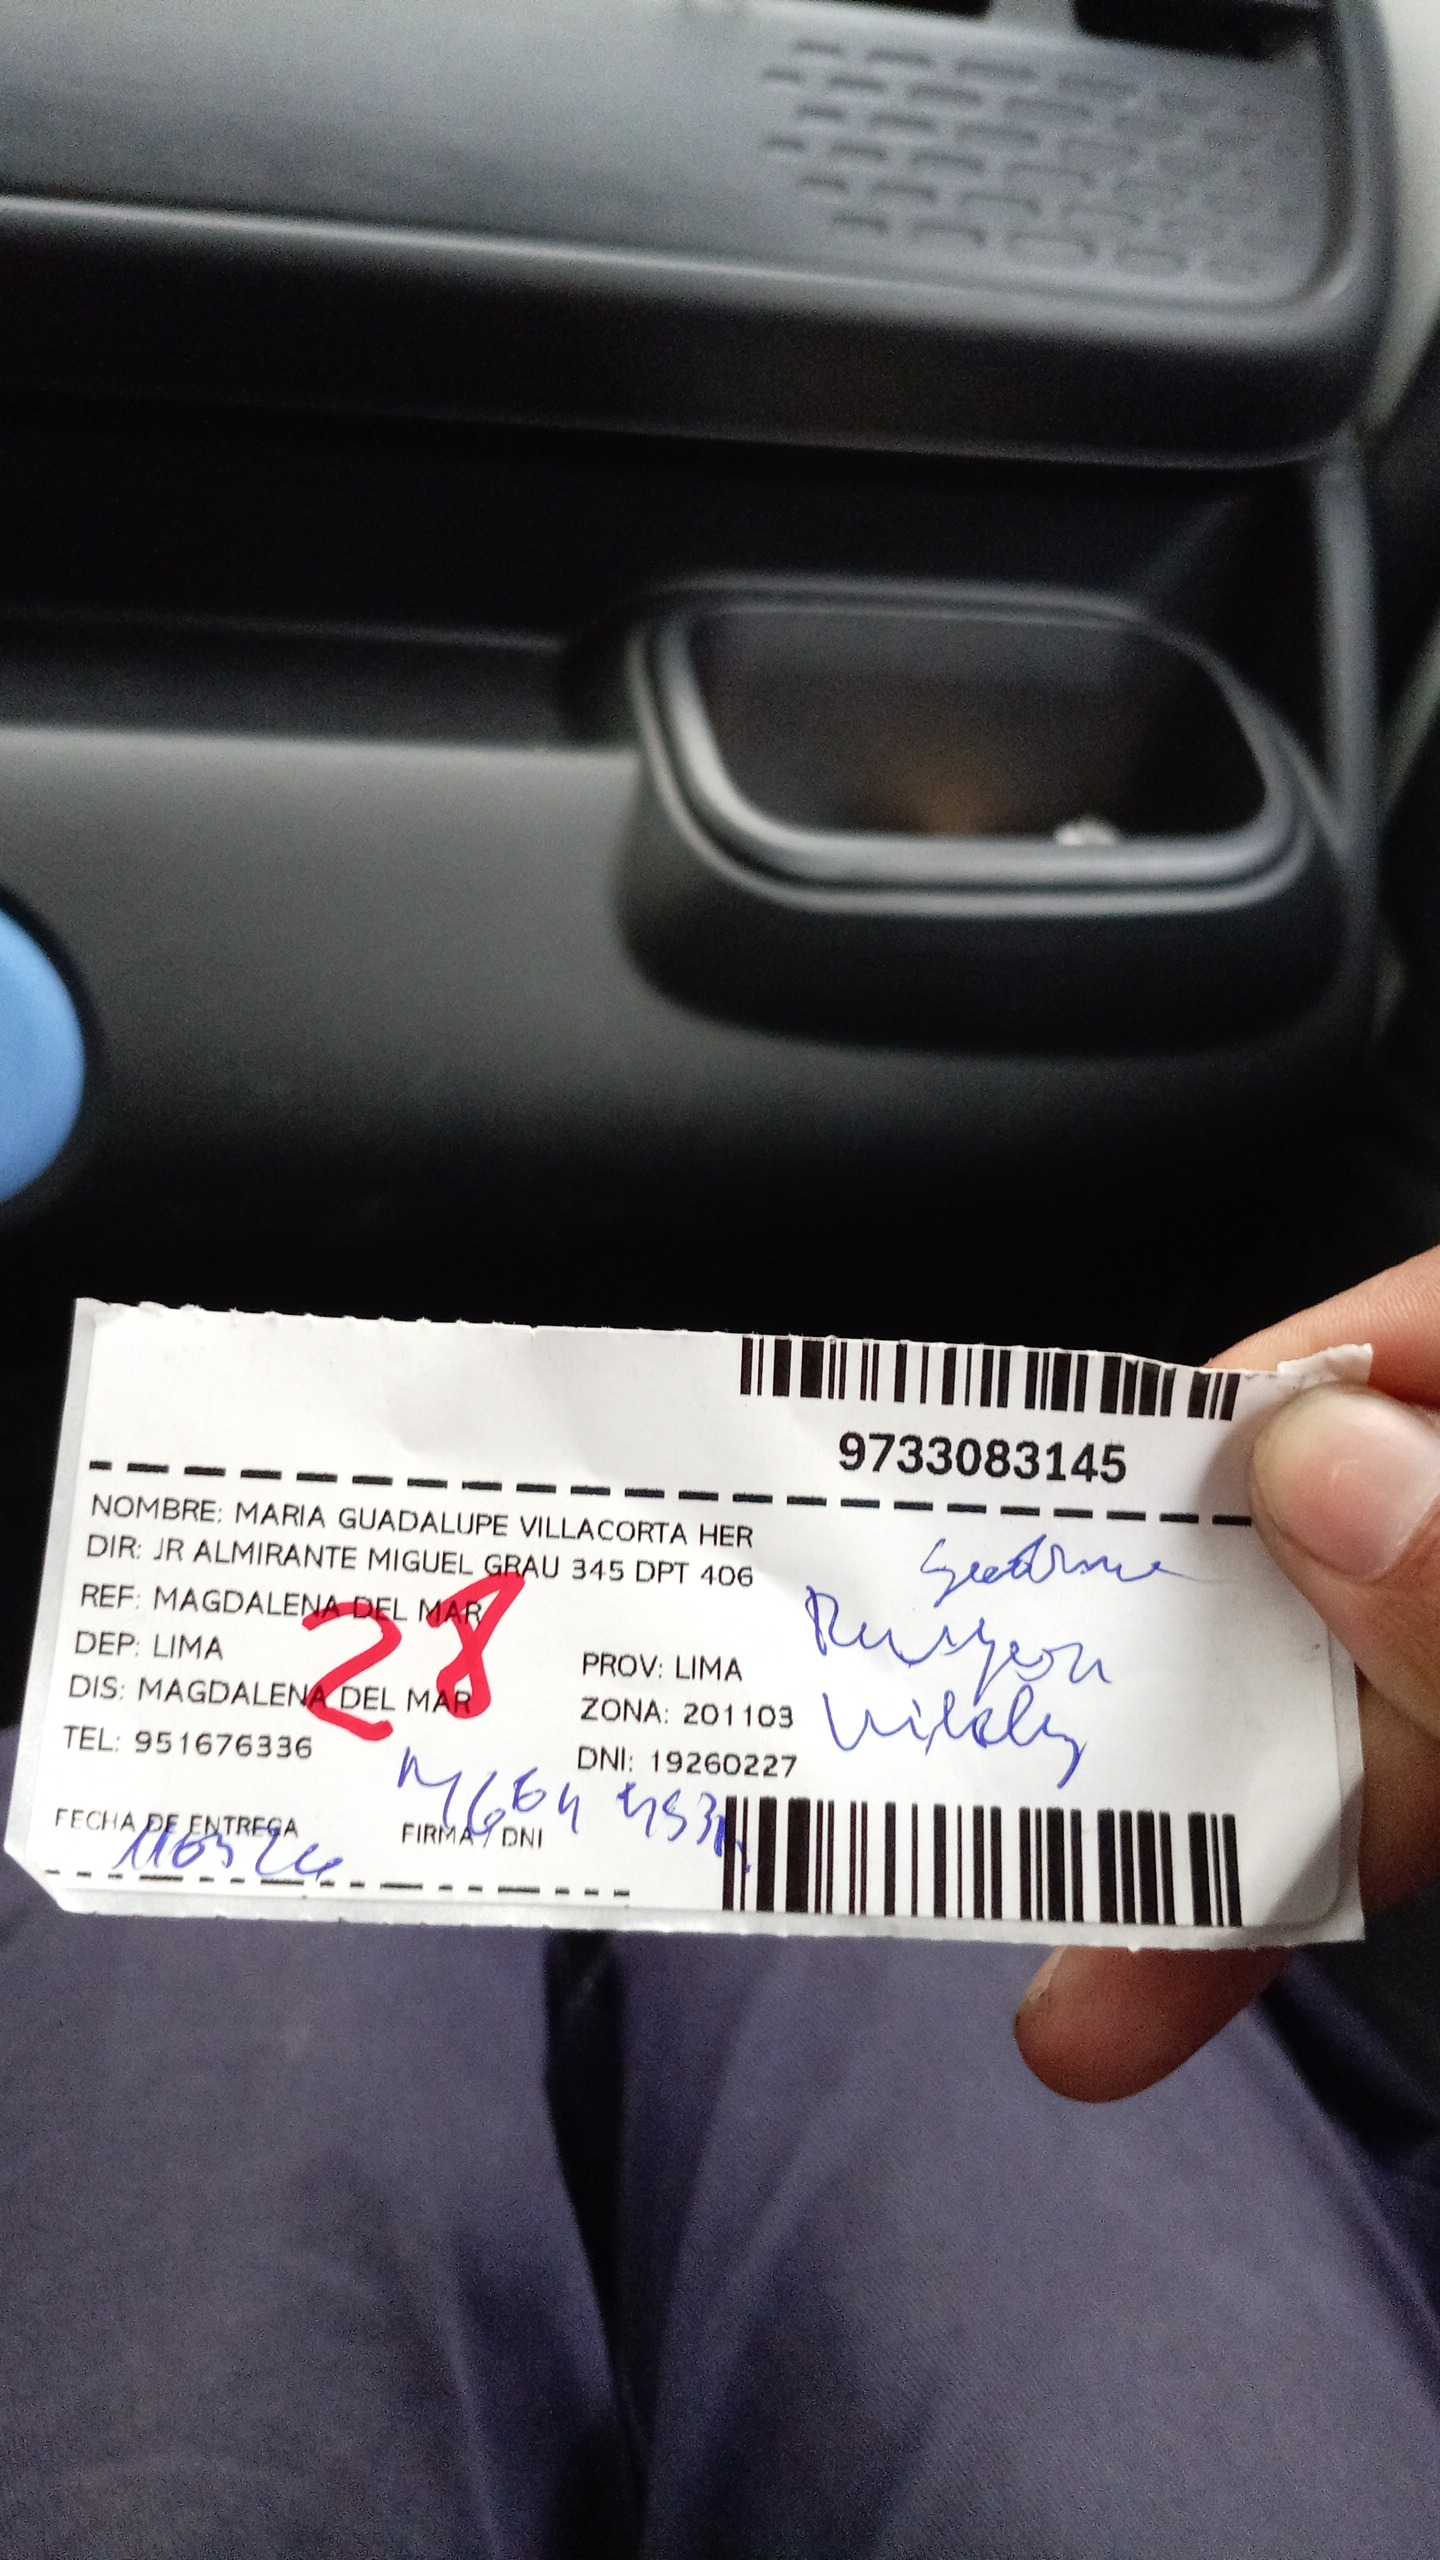 9733083145
NOMBRE: MARIA GUADALUPE VILLACORTA HER
DIR: JR ALMIRANTE MIGUEL GRAU 345 DPT 406
REF: MAGDALENA DEL MAR
28
DEP: LIMA
PROV: LIMA
DIS: MAGDALENA DEL MAR
ZONA: 201103
TEL: 951676336
DNI: 19260227
FECHA DE ENTREGA
FIRMA / DNI